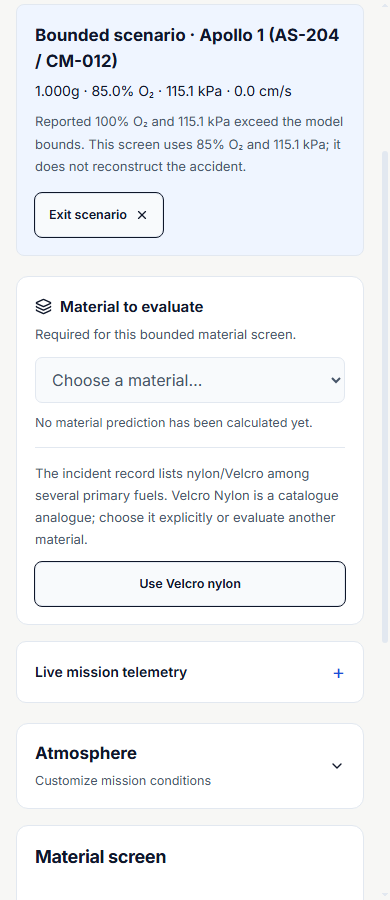 Bounded scenario · Apollo 1 (AS-204
/ CM-012)
1.000g · 85.0% O₂ · 115.1 kPa · 0.0 cm/s
Reported 100% O₂ and 115.1 kPa exceed the model
bounds. This screen uses 85% O₂ and 115.1 kPa; it
does not reconstruct the accident.
Exit scenario ×
Material to evaluate
Required for this bounded material screen.
Choose a material...
No material prediction has been calculated yet.
The incident record lists nylon/Velcro among
several primary fuels. Velcro Nylon is a catalogue
analogue; choose it explicitly or evaluate another
material.
Use Velcro nylon
Live mission telemetry +
Atmosphere
Customize mission conditions
Material screen